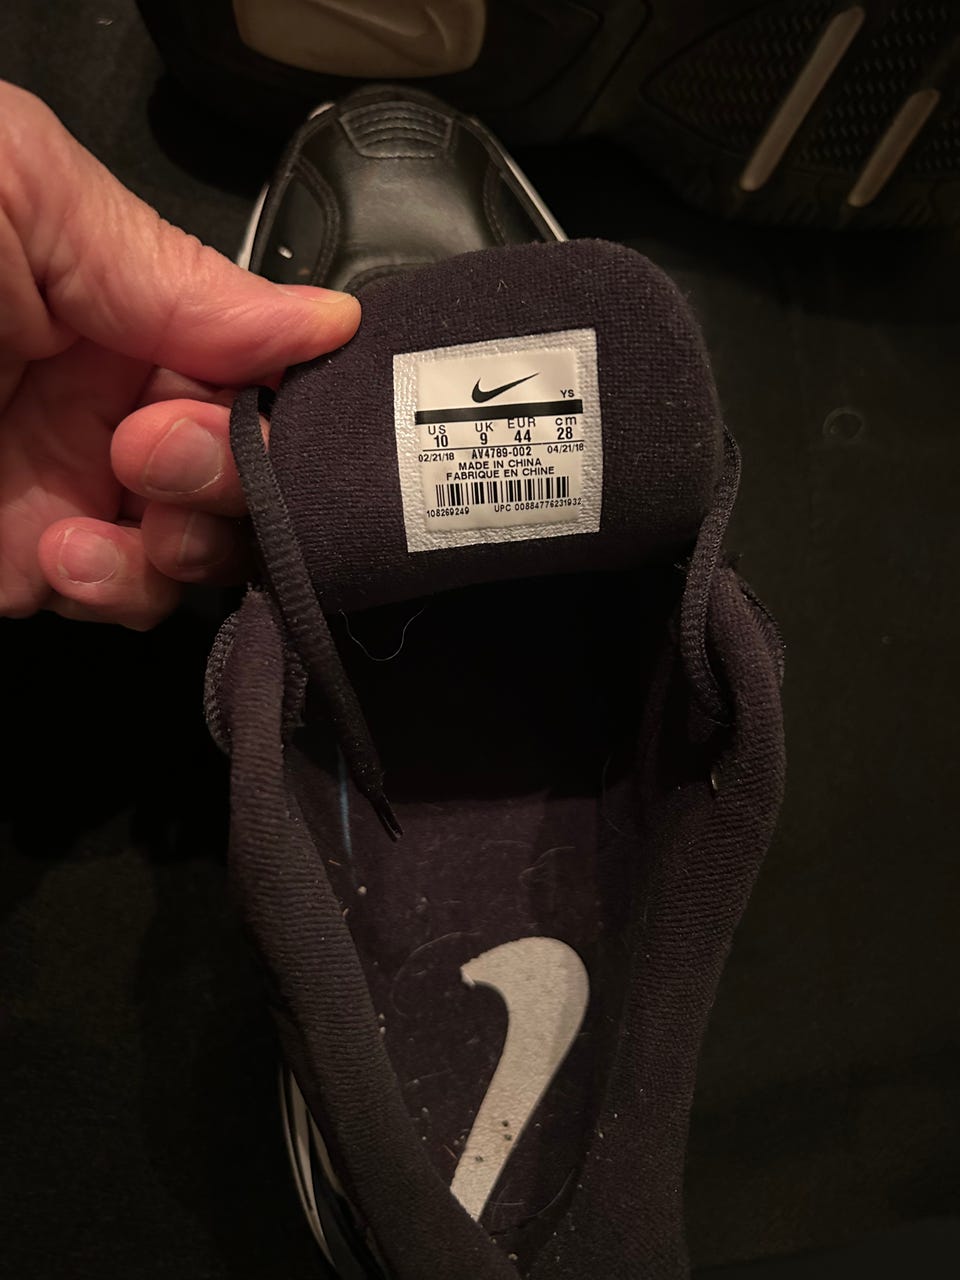 YS
US UK EUR cm
10 9 44 28
02/21/18 AV4789-002 04/21/18
MADE IN CHINA
FABRIQUE EN CHINE
108269249 UPC 00884776231932